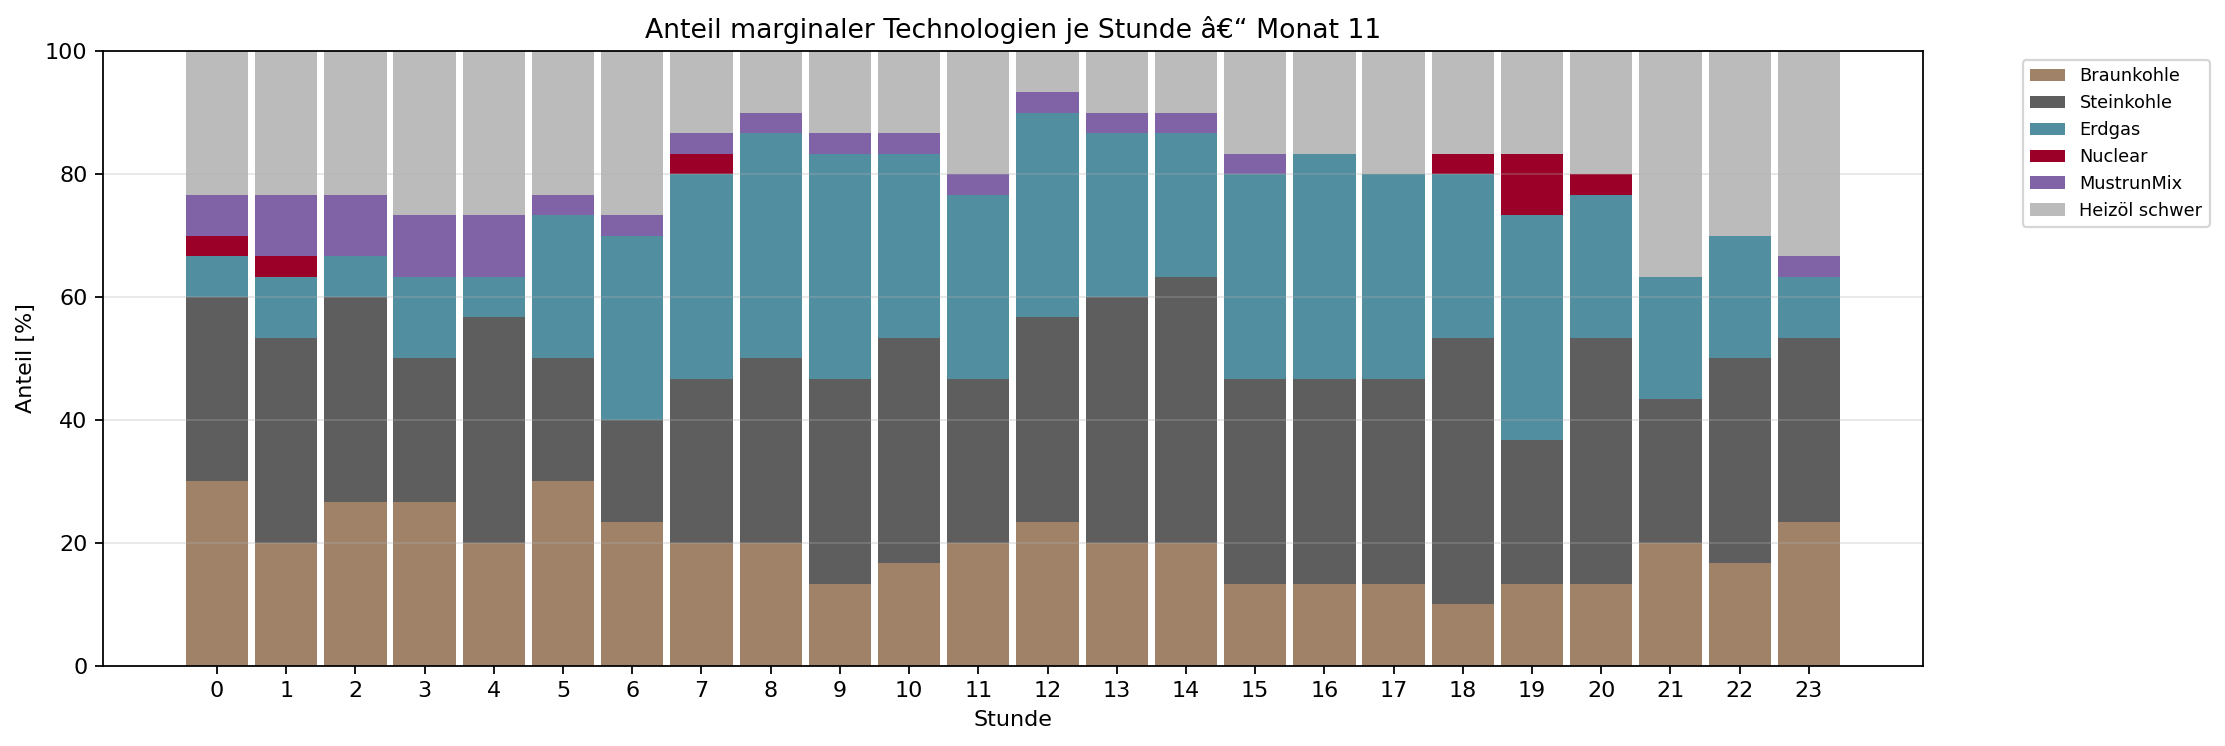 Anteil marginaler Technologien je Stunde â€“ Monat 11
100
80
60
40
20
0
Anteil [%]
0 1 2 3 4 5 6 7 8 9 10 11 12 13 14 15 16 17 18 19 20 21 22 23
Stunde
Braunkohle
Steinkohle
Erdgas
Nuclear
MustrunMix
Heizöl schwer